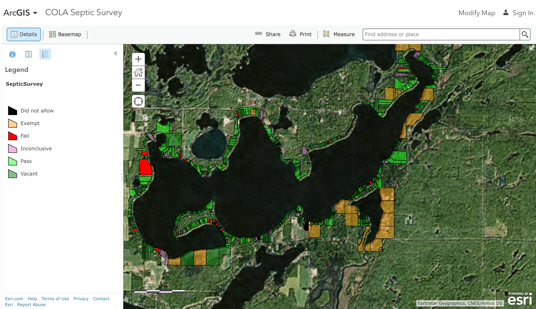 ArcGIS COLA Septic Survey Modify Map Sign In
Details Basemap Share Print Measure Find address or place
Legend
SepticSurvey
Did not allow
Exempt
Fail
Inconclusive
Pass
Vacant
Esri.com Help Terms of Use Privacy Contact
Esri Report Abuse
Earthstar Geographics, CNES/Airbus DS
POWERED BY
esri